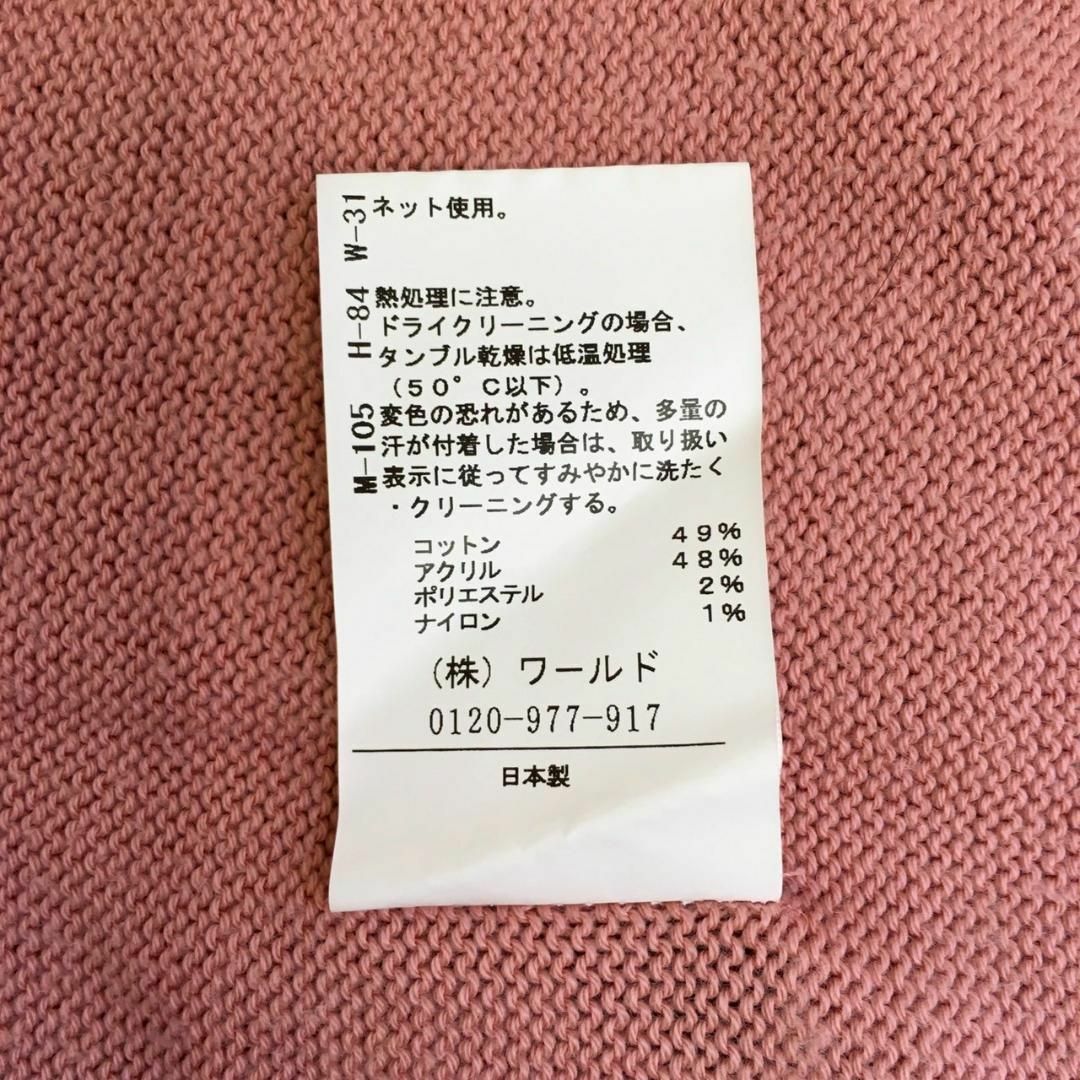 W-31
H-84
M-105
ネット使用。
熱処理に注意。
ドライクリーニングの場合、
タンブル乾燥は低温処理
（５０°Ｃ以下）。
変色の恐れがあるため、多量の
汗が付着した場合は、取り扱い
表示に従ってすみやかに洗たく
・クリーニングする。
コットン ４９％
アクリル ４８％
ポリエステル ２％
ナイロン １％
（株）ワールド
0120-977-917
日本製